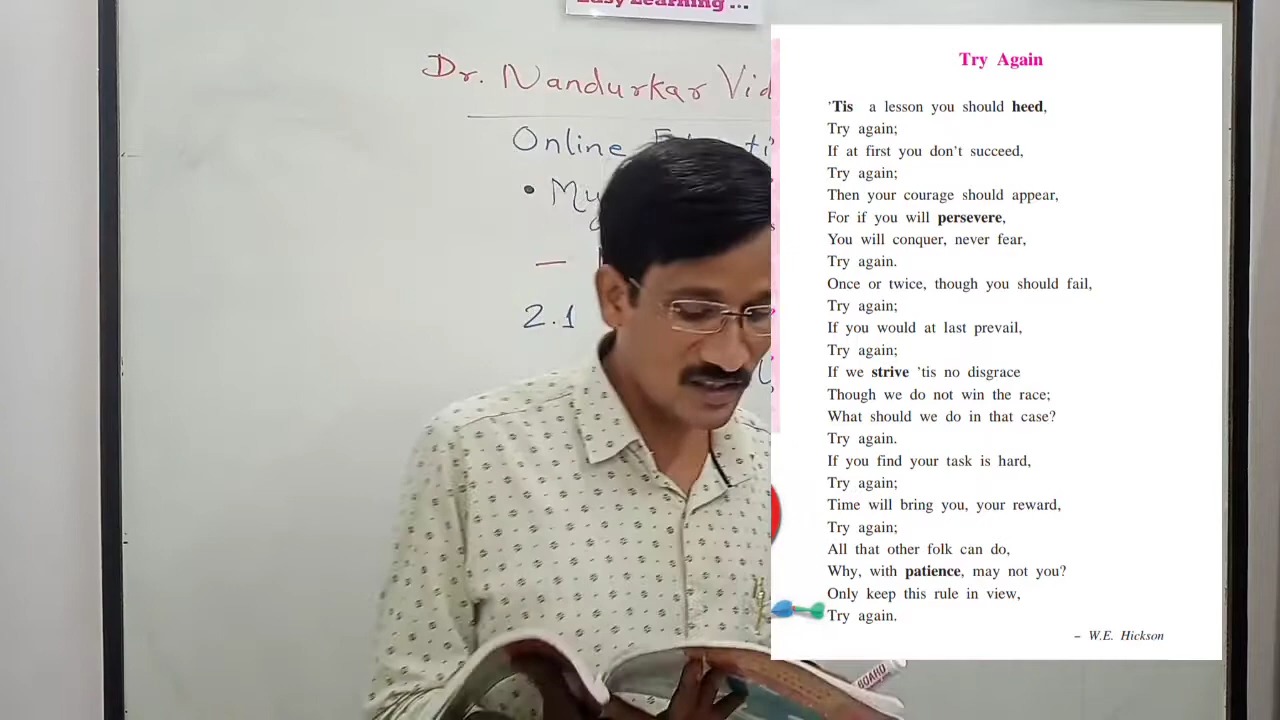 Easy Learning ...
Dr. Nandurkar Vid
Online
• Mu
2.1
Try Again
'Tis a lesson you should heed,
Try again;
If at first you don't succeed,
Try again;
Then your courage should appear,
For if you will persevere,
You will conquer, never fear,
Try again.
Once or twice, though you should fail,
Try again;
If you would at last prevail,
Try again;
If we strive 'tis no disgrace
Though we do not win the race;
What should we do in that case?
Try again.
If you find your task is hard,
Try again;
Time will bring you, your reward,
Try again;
All that other folk can do,
Why, with patience, may not you?
Only keep this rule in view,
Try again.
– W.E. Hickson
BOARD